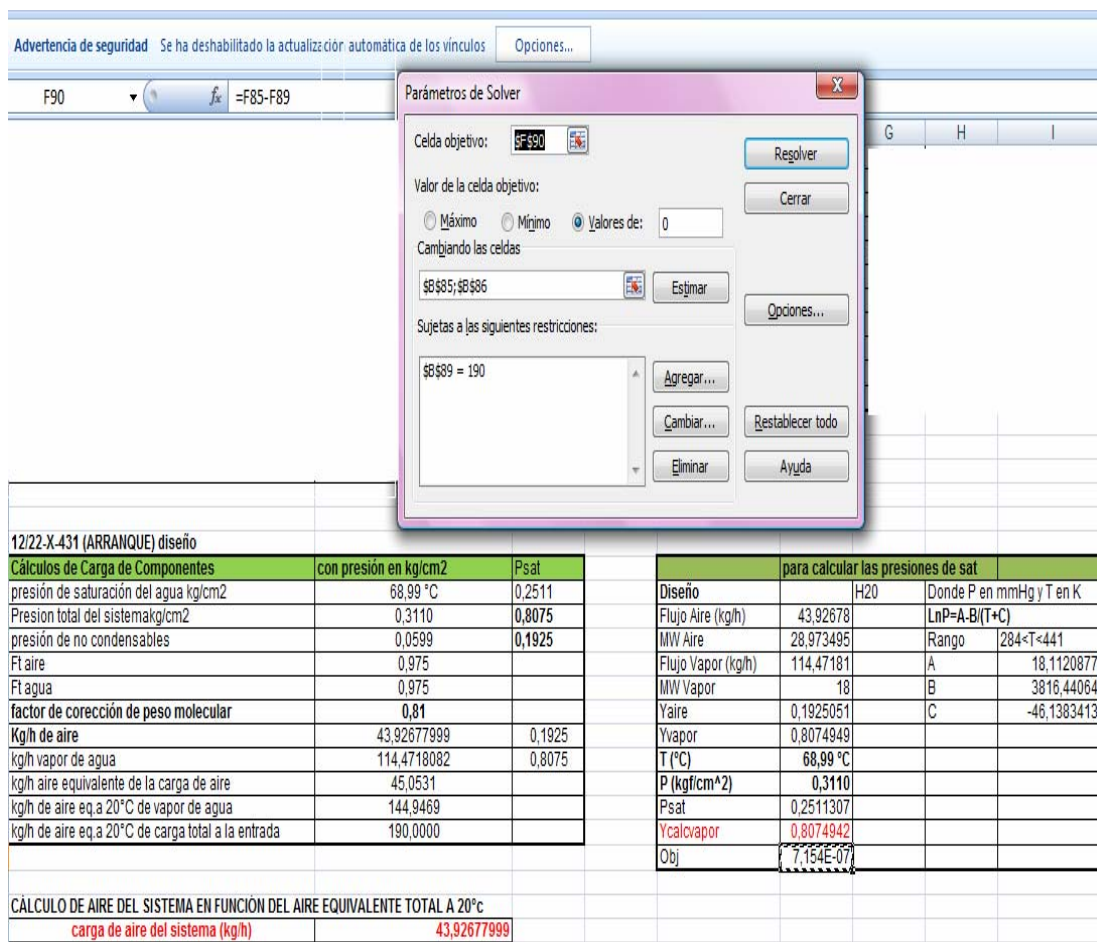 Advertencia de seguridad Se ha deshabilitado la actualización automática de los vínculos Opciones...
F90 fx =F85-F89
Parámetros de Solver
G H I
Celda objetivo: $F$90
Resolver
Valor de la celda objetivo:
Cerrar
Máximo Mínimo Valores de: 0
Cambiando las celdas
$B$85;$B$86 Estimar
Opciones...
Sujetas a las siguientes restricciones:
$B$89 = 190
Agregar...
Cambiar... Restablecer todo
Eliminar Ayuda
12/22-X-431 (ARRANQUE) diseño
Cálculos de Carga de Componentes con presión en kg/cm2 Psat
presión de saturación del agua kg/cm2 68,99 °C 0,2511
Presion total del sistemakg/cm2 0,3110 0,8075
presión de no condensables 0,0599 0,1925
Ft aire 0,975
Ft agua 0,975
factor de corección de peso molecular 0,81
Kg/h de aire 43,92677999 0,1925
kg/h vapor de agua 114,4718082 0,8075
kg/h aire equivalente de la carga de aire 45,0531
kg/h de aire eq.a 20°C de vapor de agua 144,9469
kg/h de aire eq.a 20°C de carga total a la entrada 190,0000
para calcular las presiones de sat
Diseño H20 Donde P en mmHg y T en K
Flujo Aire (kg/h) 43,92678 LnP=A-B/(T+C)
MW Aire 28,973495 Rango 284<T<441
Flujo Vapor (kg/h) 114,47181 A 18,1120877
MW Vapor 18 B 3816,44064
Yaire 0,1925051 C -46,1383413
Yvapor 0,8074949
T (°C) 68,99 °C
P (kgf/cm^2) 0,3110
Psat 0,2511307
Ycalcvapor 0,8074942
Obj 7,154E-07
CÁLCULO DE AIRE DEL SISTEMA EN FUNCIÓN DEL AIRE EQUIVALENTE TOTAL A 20°c
carga de aire del sistema (kg/h) 43,92677999